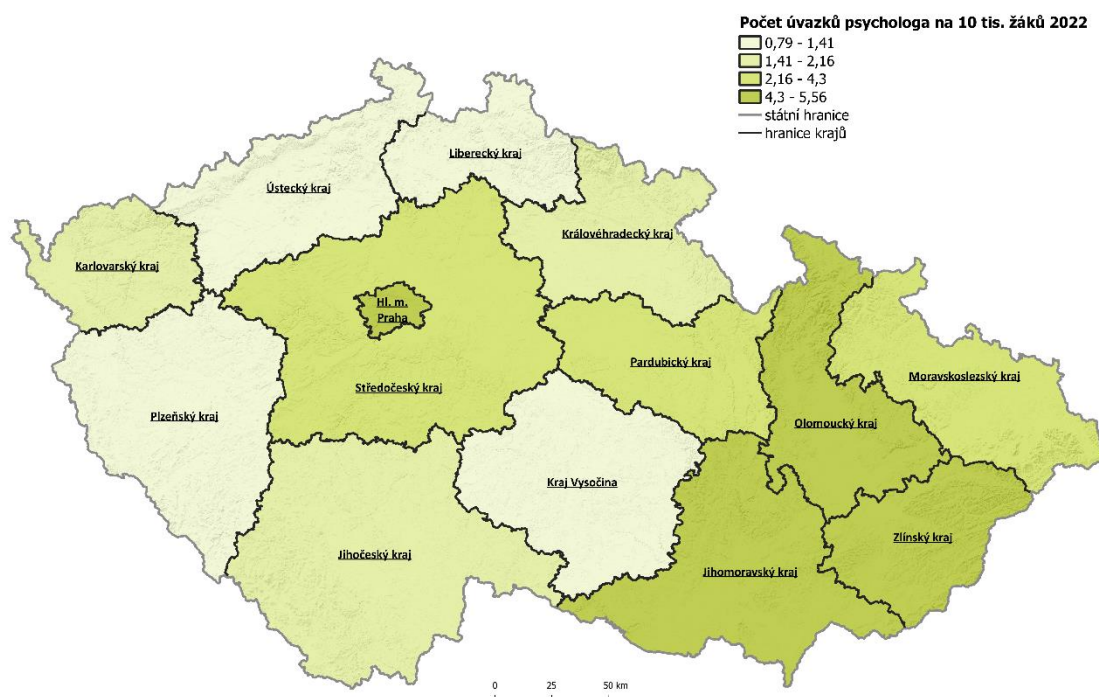 Počet úvazků psychologa na 10 tis. žáků 2022
0,79 - 1,41
1,41 - 2,16
2,16 - 4,3
4,3 - 5,56
státní hranice
hranice krajů
Liberecký kraj
Ústecký kraj
Královéhradecký kraj
Karlovarský kraj
Hl. m.
Praha
Pardubický kraj
Moravskoslezský kraj
Středočeský kraj
Plzeňský kraj
Olomoucký kraj
Kraj Vysočina
Zlínský kraj
Jihočeský kraj
Jihomoravský kraj
0 25 50 km